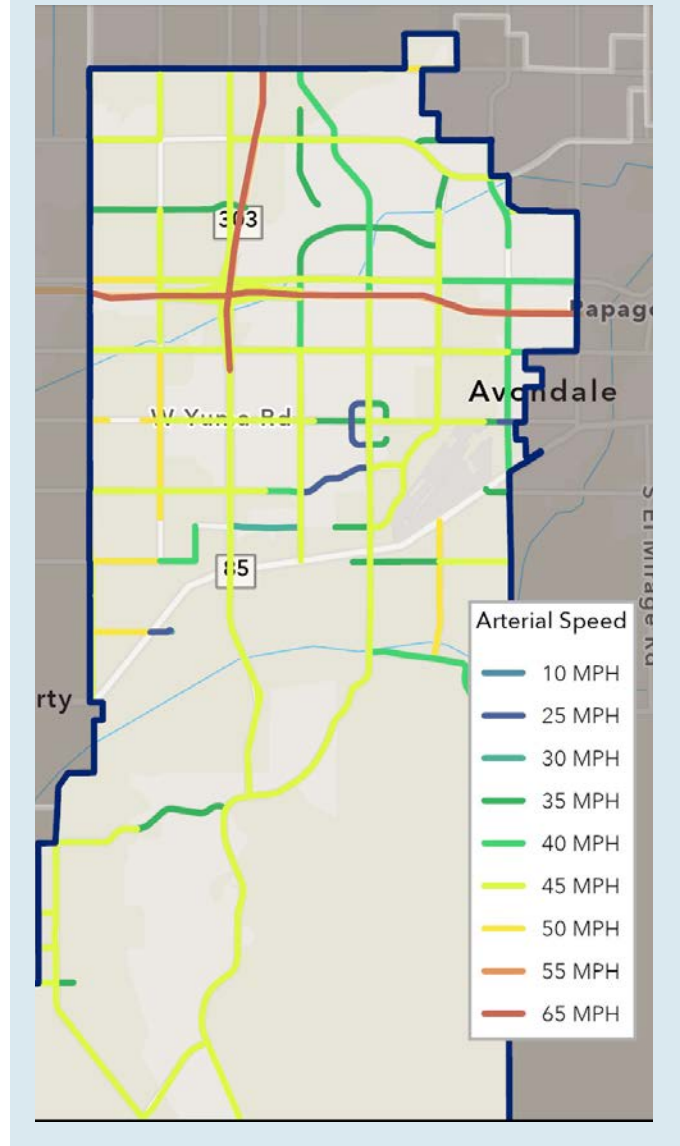 303
Papago
Avondale
W Yuma Rd
85
S El Mirage Rd
rty
Arterial Speed
10 MPH
25 MPH
30 MPH
35 MPH
40 MPH
45 MPH
50 MPH
55 MPH
65 MPH